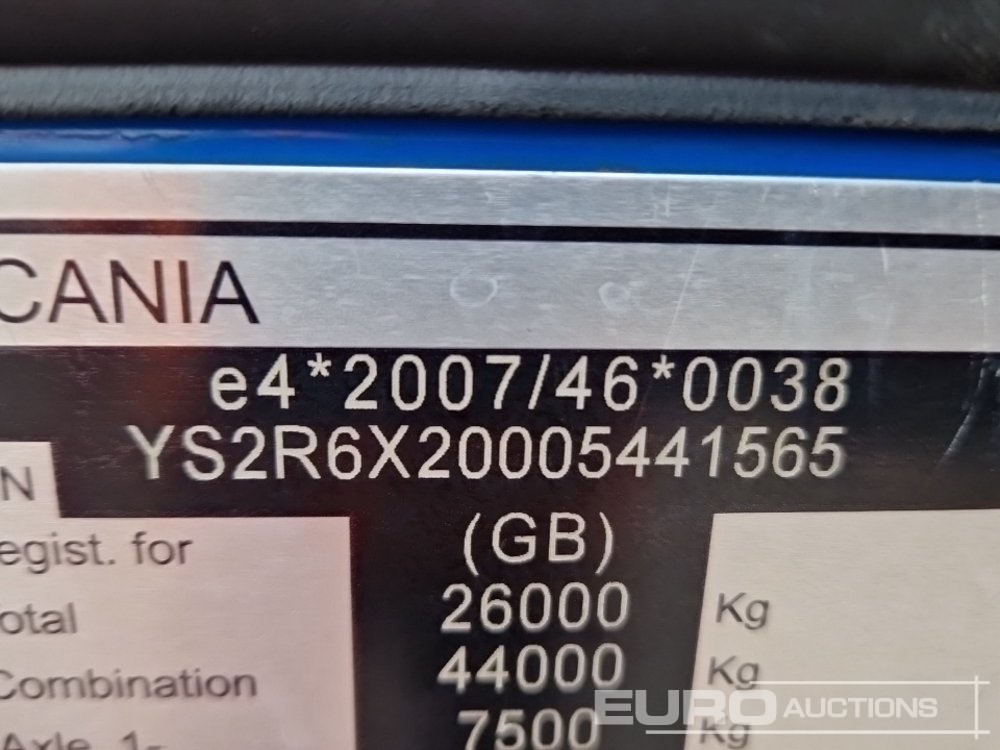 CANIA
e4*2007/46*0038
YS2R6X20005441565
N
egist. for (GB)
otal 26000 Kg
Combination 44000 Kg
Axle 1- 7500 Kg
EURO AUCTIONS